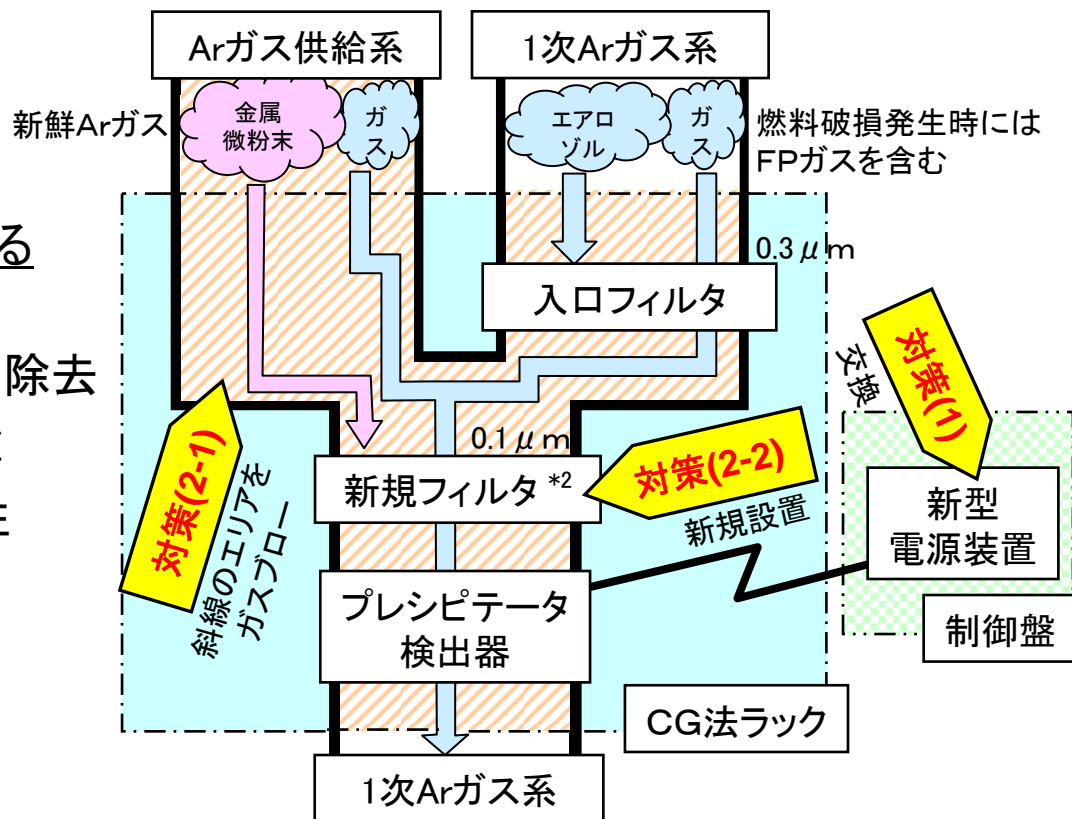 Arガス供給系
1次Arガス系
新鮮Arガス
金属
微粉末
ガ
ス
エアロ
ゾル
ガ
ス
燃料破損発生時には
FPガスを含む
る
0.3μm
入口フィルタ
除去
交換
対策(1)
0.1μm
新規フィルタ *2
対策(2-2)
新規設置
対策(2-1)
斜線のエリアを
ガスブロー
新型
電源装置
プレシピテータ
検出器
制御盤
CG法ラック
1次Arガス系